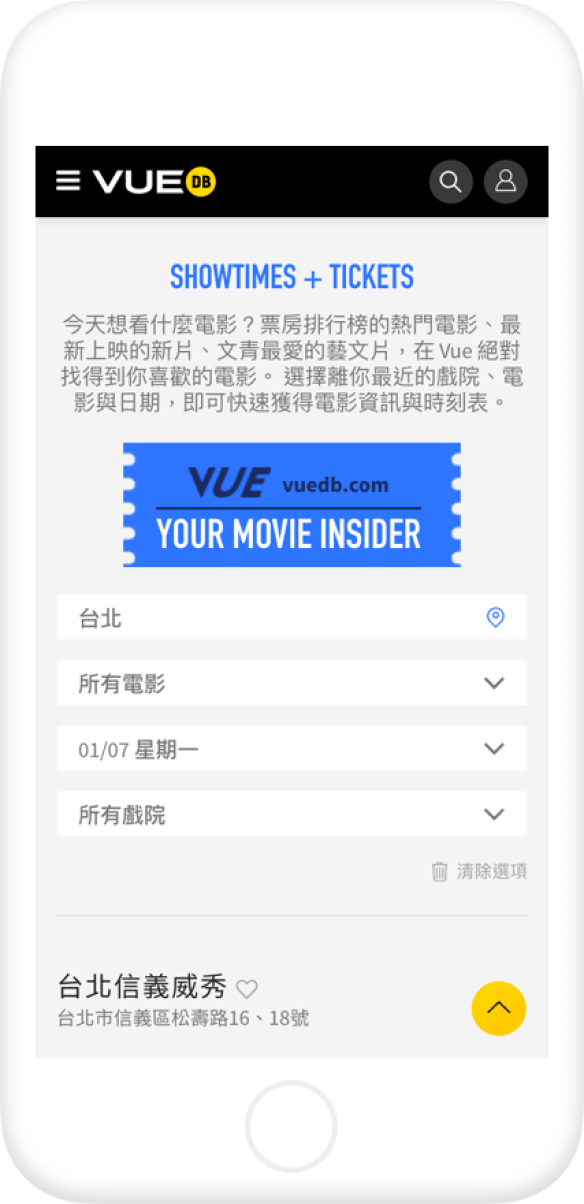 VUE DB
SHOWTIMES + TICKETS
今天想看什麼電影？票房排行榜的熱門電影、最
新上映的新片、文青最愛的藝文片，在 Vue 絕對
找得到你喜歡的電影。 選擇離你最近的戲院、電
影與日期，即可快速獲得電影資訊與時刻表。
VUE vuedb.com
YOUR MOVIE INSIDER
台北
所有電影
01/07 星期一
所有戲院
清除選項
台北信義威秀
台北市信義區松壽路16、18號